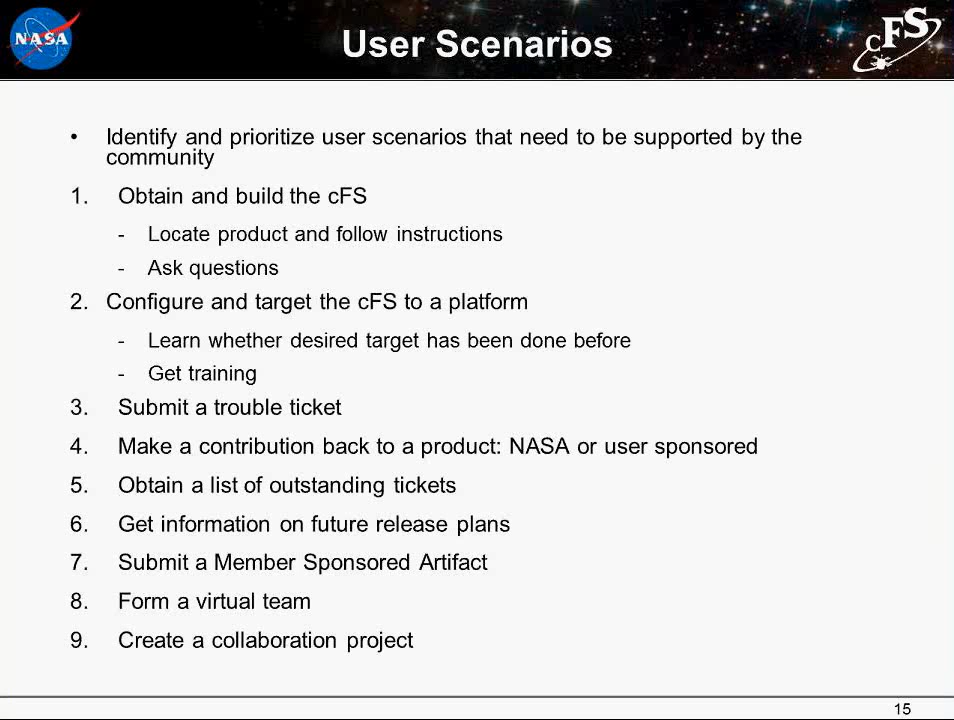 NASA
User Scenarios
cFS
• Identify and prioritize user scenarios that need to be supported by the
community
1. Obtain and build the cFS
- Locate product and follow instructions
- Ask questions
2. Configure and target the cFS to a platform
- Learn whether desired target has been done before
- Get training
3. Submit a trouble ticket
4. Make a contribution back to a product: NASA or user sponsored
5. Obtain a list of outstanding tickets
6. Get information on future release plans
7. Submit a Member Sponsored Artifact
8. Form a virtual team
9. Create a collaboration project
15